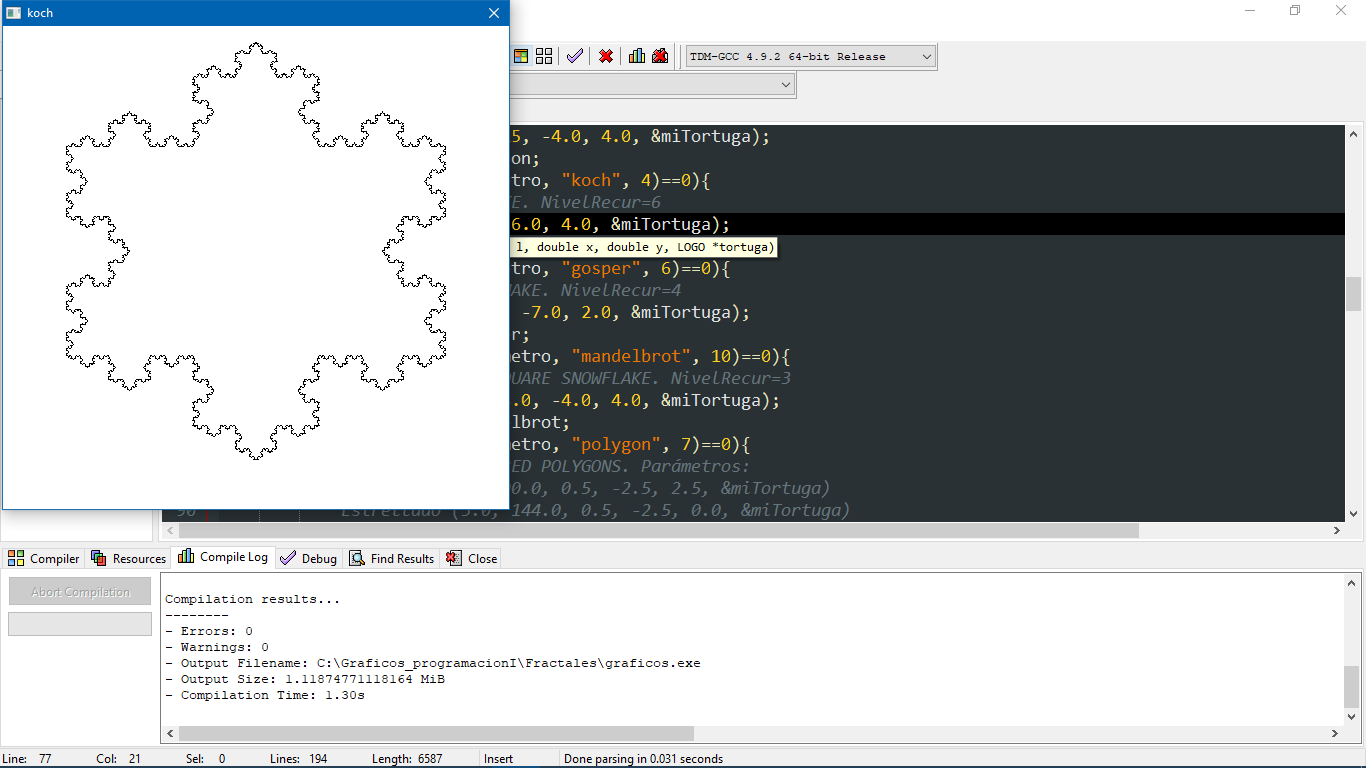 koch
TDM-GCC 4.9.2 64-bit Release
5, -4.0, 4.0, &miTortuga);
on;
tro, "koch", 4)==0){
E. NivelRecur=6
6.0, 4.0, &miTortuga);
l, double x, double y, LOGO *tortuga)
tro, "gosper", 6)==0){
AKE. NivelRecur=4
-7.0, 2.0, &miTortuga);
r;
etro, "mandelbrot", 10)==0){
UARE SNOWFLAKE. NivelRecur=3
.0, -4.0, 4.0, &miTortuga);
lbrot;
etro, "polygon", 7)==0){
ED POLYGONS. Parámetros:
0.0, 0.5, -2.5, 2.5, &miTortuga)
90 Estrellado (5.0, 144.0, 0.5, -2.5, 0.0, &miTortuga)
Compiler Resources Compile Log Debug Find Results Close
Abort Compilation
Compilation results...
--------
- Errors: 0
- Warnings: 0
- Output Filename: C:\Graficos_programacionI\Fractales\graficos.exe
- Output Size: 1.11874771118164 MiB
- Compilation Time: 1.30s
Line: 77 Col: 21 Sel: 0 Lines: 194 Length: 6587 Insert Done parsing in 0.031 seconds